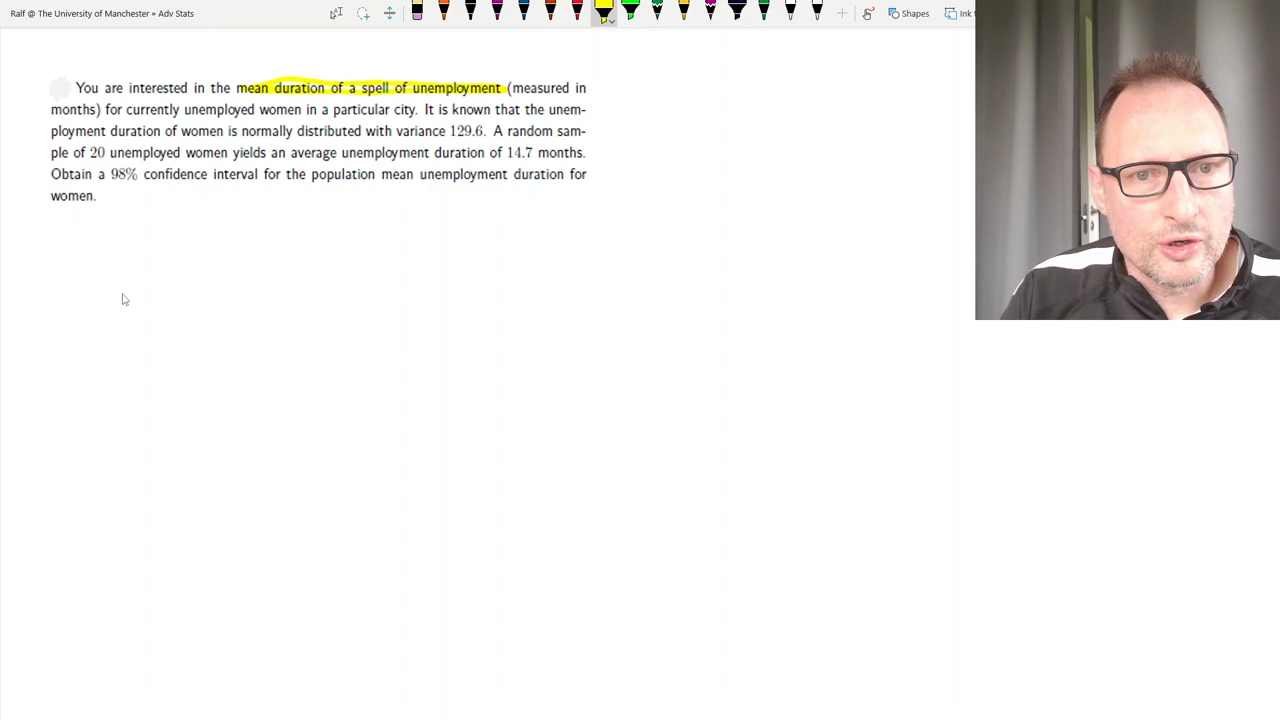 Ralf @ The University of Manchester » Adv Stats
Shapes
Ink t
You are interested in the mean duration of a spell of unemployment (measured in
months) for currently unemployed women in a particular city. It is known that the unem-
ployment duration of women is normally distributed with variance 129.6. A random sam-
ple of 20 unemployed women yields an average unemployment duration of 14.7 months.
Obtain a 98% confidence interval for the population mean unemployment duration for
women.